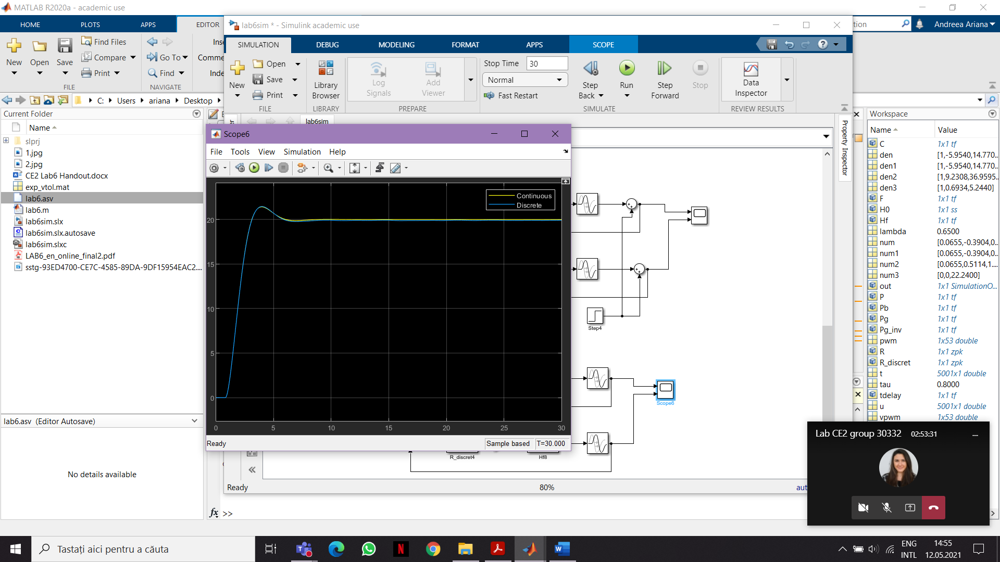 MATLAB R2020a - academic use
HOME
PLOTS
APPS
EDITOR
New
Open
Save
Find Files
Compare
Print
FILE
Go To
Find
NAVIGATE
Andreea Ariana
lab6sim * - Simulink academic use
SIMULATION
DEBUG
MODELING
FORMAT
APPS
SCOPE
New
Open
Save
Print
FILE
Library
Browser
LIBRARY
Log
Signals
Add
Viewer
PREPARE
Stop Time 30
Normal
Fast Restart
Step
Back
Run
Step
Forward
Stop
SIMULATE
Data
Inspector
REVIEW RESULTS
C:
Users
ariana
Desktop
Current Folder
Name
slprj
1.jpg
2.jpg
CE2 Lab6 Handout.docx
exp_vtol.mat
lab6.asv
lab6.m
lab6sim.slx
lab6sim.slx.autosave
lab6sim.slxc
LAB6_en_online_final2.pdf
sstg-93ED4700-CE7C-4585-89DA-9DF15954EAC2....
lab6.asv (Editor Autosave)
No details available
lab6sim
Property Inspector
Scope6
File Tools View Simulation Help
Continuous
Discrete
20
15
10
5
0
0 5 10 15 20 25 30
Ready
Sample based
T=30.000
Step4
Scope6
R_discret4
Hf8
Ready
80%
aut
fx >>
Workspace
Name Value
C 1x1 tf
den [1,-5.9540,14.770...
den1 [1,-5.9540,14.770...
den2 [1,9.2308,36.9595...
den3 [1,0.6934,5.2440]
F 1x1 tf
H0 1x1 ss
Hf 1x1 tf
lambda 0.6500
num [0.0655,-0.3904,0...
num1 [0.0655,-0.3904,0...
num2 [0.0655,0.5114,1....
num3 [0,0,22.2400]
out 1x1 SimulationO...
P 1x1 tf
Pb 1x1 tf
Pg 1x1 tf
Pg_inv 1x1 tf
pwm 1x53 double
R 1x1 zpk
R_discret 1x1 zpk
t 5001x1 double
tau 0.8000
tdelay 1x1 tf
u 5001x1 double
vpwm 1x53 double
Lab CE2 group 30332 02:53:31
Tastați aici pentru a căuta
ENG
INTL
14:55
12.05.2021